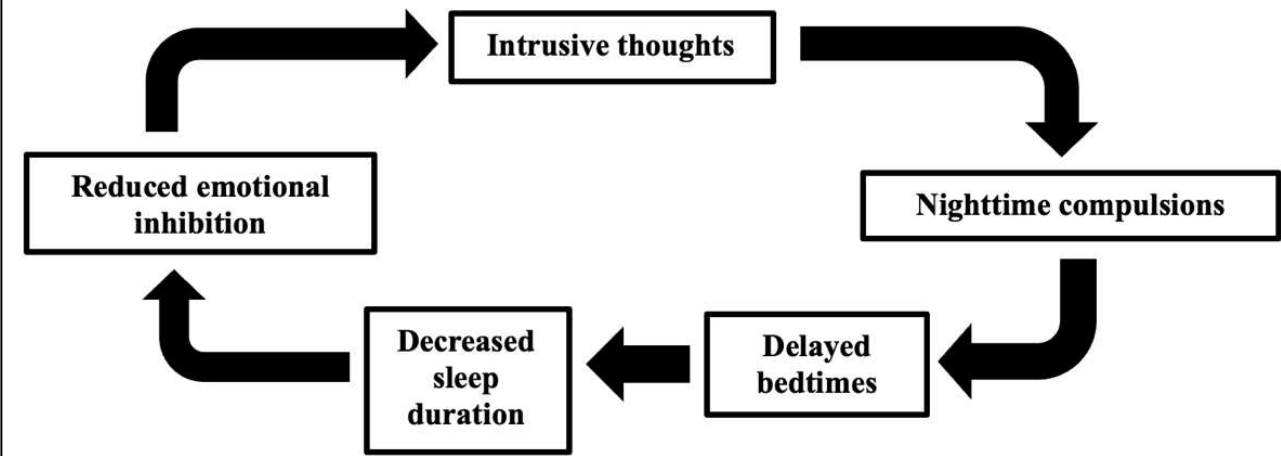 Intrusive thoughts
Nighttime compulsions
Delayed
bedtimes
Decreased
sleep
duration
Reduced emotional
inhibition